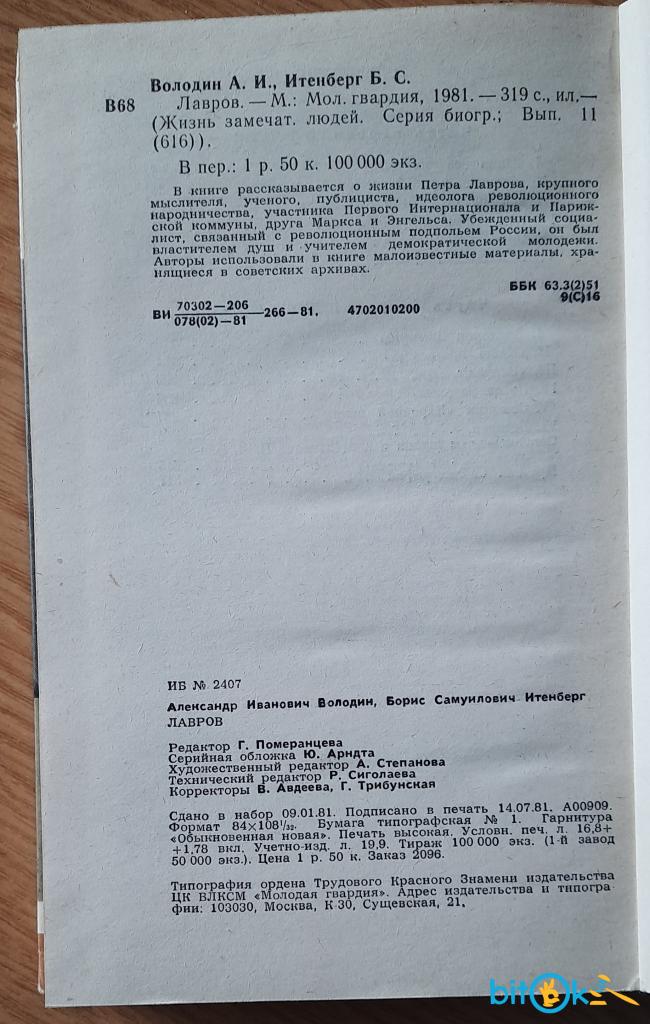 Володин А. И., Итенберг Б. С.
В68 Лавров. — М.: Мол. гвардия, 1981. — 319 с., ил.—
(Жизнь замечат. людей. Серия биогр.; Вып. 11
(616)).
В пер.: 1 р. 50 к. 100 000 экз.
В книге рассказывается о жизни Петра Лаврова, крупного
мыслителя, ученого, публициста, идеолога революционного
народничества, участника Первого Интернационала и Париж-
ской коммуны, друга Маркса и Энгельса. Убежденный социа-
лист, связанный с революционным подпольем России, он был
властителем душ и учителем демократической молодежи.
Авторы использовали в книге малоизвестные материалы, хра-
нящиеся в советских архивах.
ББК 63.3(2)51
9(С)16
ВИ 70302—206/078(02)—81 —266—81. 4702010200
ИБ № 2407
Александр Иванович Володин, Борис Самуилович Итенберг
ЛАВРОВ
Редактор Г. Померанцева
Серийная обложка Ю. Арндта
Художественный редактор А. Степанова
Технический редактор Р. Сиголаева
Корректоры В. Авдеева, Г. Трибунская
Сдано в набор 09.01.81. Подписано в печать 14.07.81. А00909.
Формат 84×108¹/₃₂. Бумага типографская № 1. Гарнитура
«Обыкновенная новая». Печать высокая. Условн. печ. л. 16,8+
+1,78 вкл. Учетно-изд. л. 19,9. Тираж 100 000 экз. (1-й завод
50 000 экз.). Цена 1 р. 50 к. Заказ 2096.
Типография ордена Трудового Красного Знамени издательства
ЦК ВЛКСМ «Молодая гвардия». Адрес издательства и типогра-
фии: 103030, Москва, К-30, Сущевская, 21.
bitOk